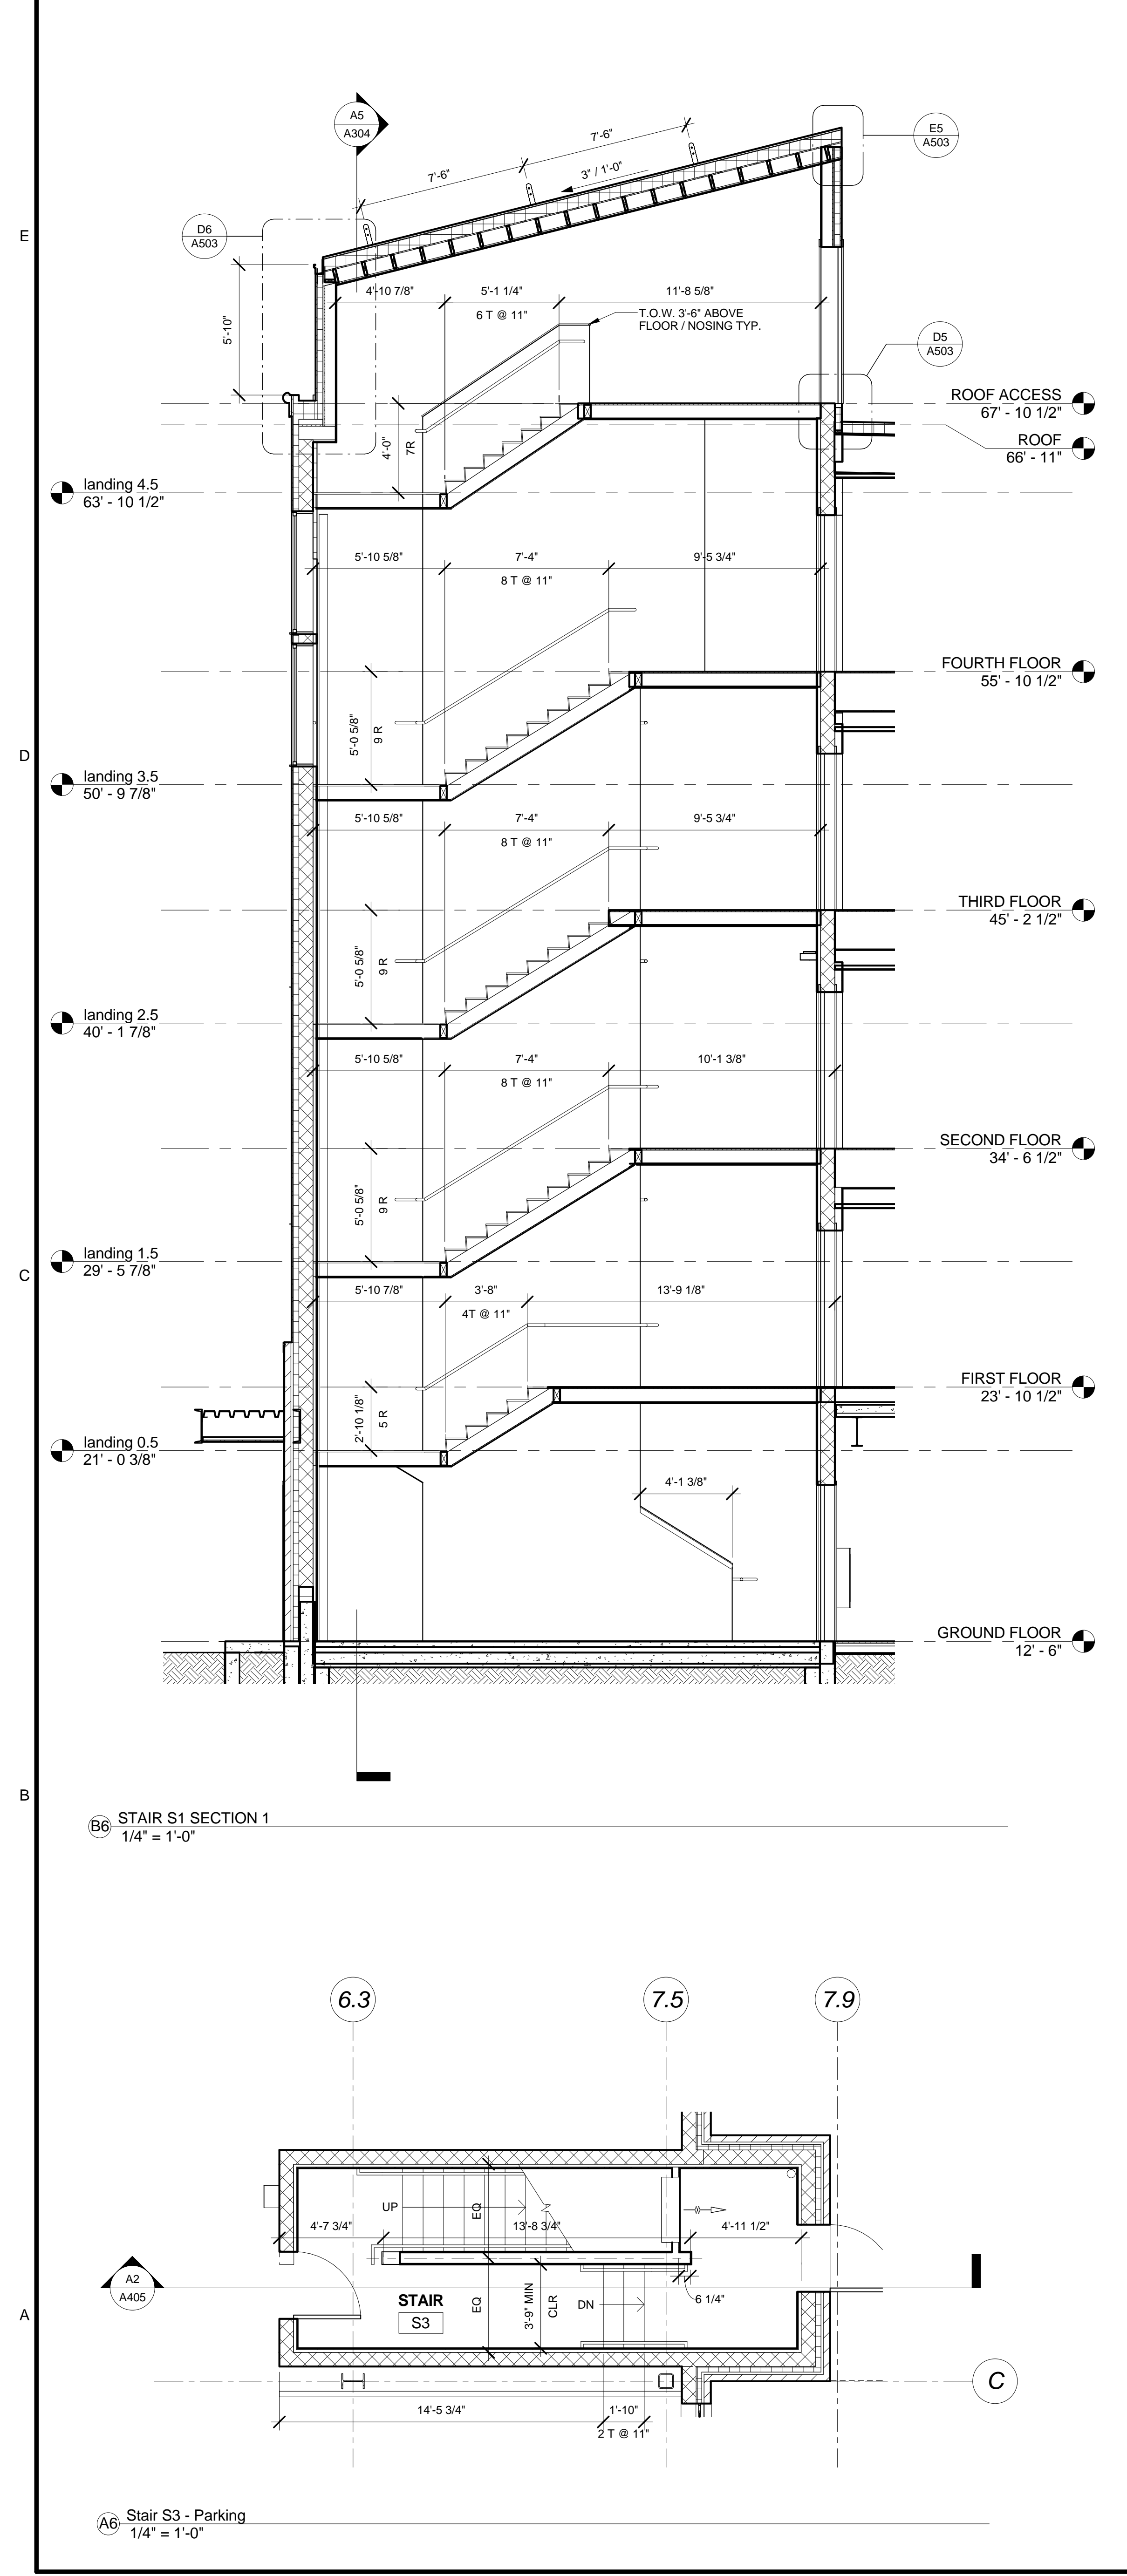 A5
A304
E5
A503
7'-6"
7'-6"
3" / 1'-0"
E
D6
A503
5'-10"
4'-10 7/8"
5'-1 1/4"
11'-8 5/8"
6 T @ 11"
T.O.W. 3'-6" ABOVE
FLOOR / NOSING TYP.
D5
A503
ROOF ACCESS
67' - 10 1/2"
ROOF
66' - 11"
4'-0"
7R
landing 4.5
63' - 10 1/2"
5'-10 5/8"
7'-4"
9'-5 3/4"
8 T @ 11"
FOURTH FLOOR
55' - 10 1/2"
5'-0 5/8"
9 R
D
landing 3.5
50' - 9 7/8"
5'-10 5/8"
7'-4"
9'-5 3/4"
8 T @ 11"
THIRD FLOOR
45' - 2 1/2"
5'-0 5/8"
9 R
landing 2.5
40' - 1 7/8"
5'-10 5/8"
7'-4"
10'-1 3/8"
8 T @ 11"
SECOND FLOOR
34' - 6 1/2"
5'-0 5/8"
9 R
landing 1.5
29' - 5 7/8"
C
5'-10 7/8"
3'-8"
13'-9 1/8"
4T @ 11"
FIRST FLOOR
23' - 10 1/2"
2'-10 1/8"
5 R
landing 0.5
21' - 0 3/8"
4'-1 3/8"
GROUND FLOOR
12' - 6"
B
B6
STAIR S1 SECTION 1
1/4" = 1'-0"
6.3
7.5
7.9
UP
EQ
4'-7 3/4"
13'-8 3/4"
4'-11 1/2"
A2
A405
STAIR
S3
EQ
3'-9" MIN
CLR
DN
6 1/4"
A
C
14'-5 3/4"
1'-10"
2 T @ 11"
A6
Stair S3 - Parking
1/4" = 1'-0"